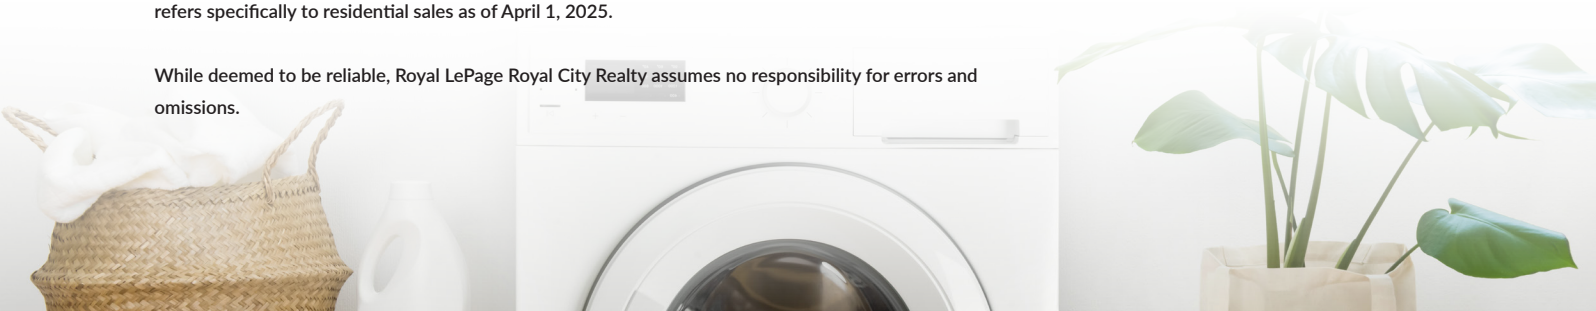 refers specifically to residential sales as of April 1, 2025.
While deemed to be reliable, Royal LePage Royal City Realty assumes no responsibility for errors and
omissions.